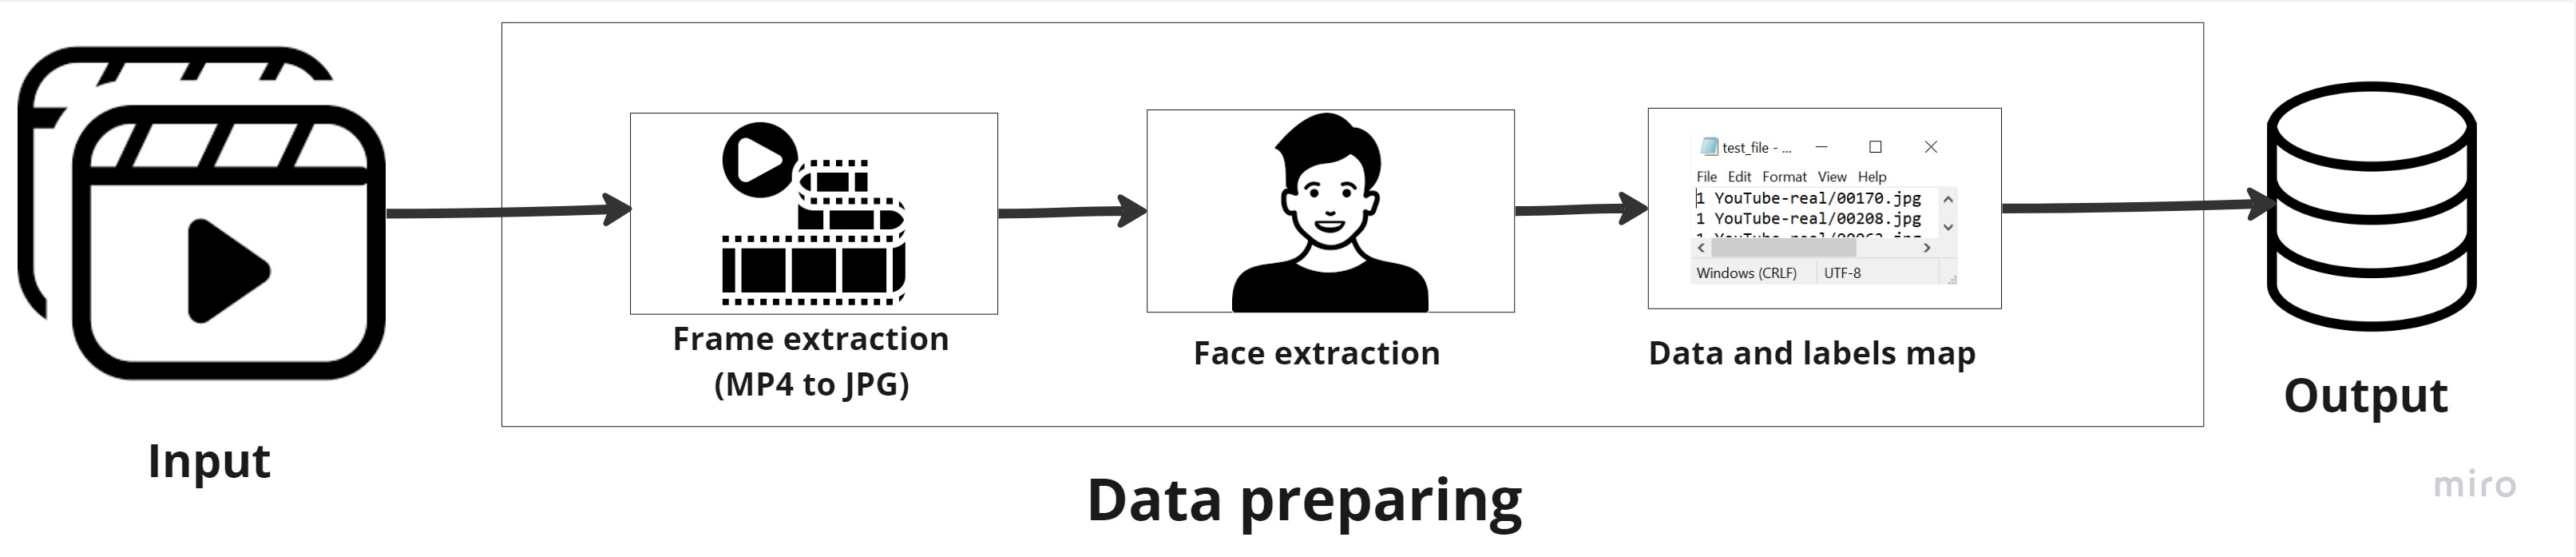 test_file - ...
File Edit Format View Help
1 YouTube-real/00170.jpg
1 YouTube-real/00208.jpg
Windows (CRLF) UTF-8
Frame extraction
(MP4 to JPG)
Face extraction
Data and labels map
Input
Output
Data preparing
miro